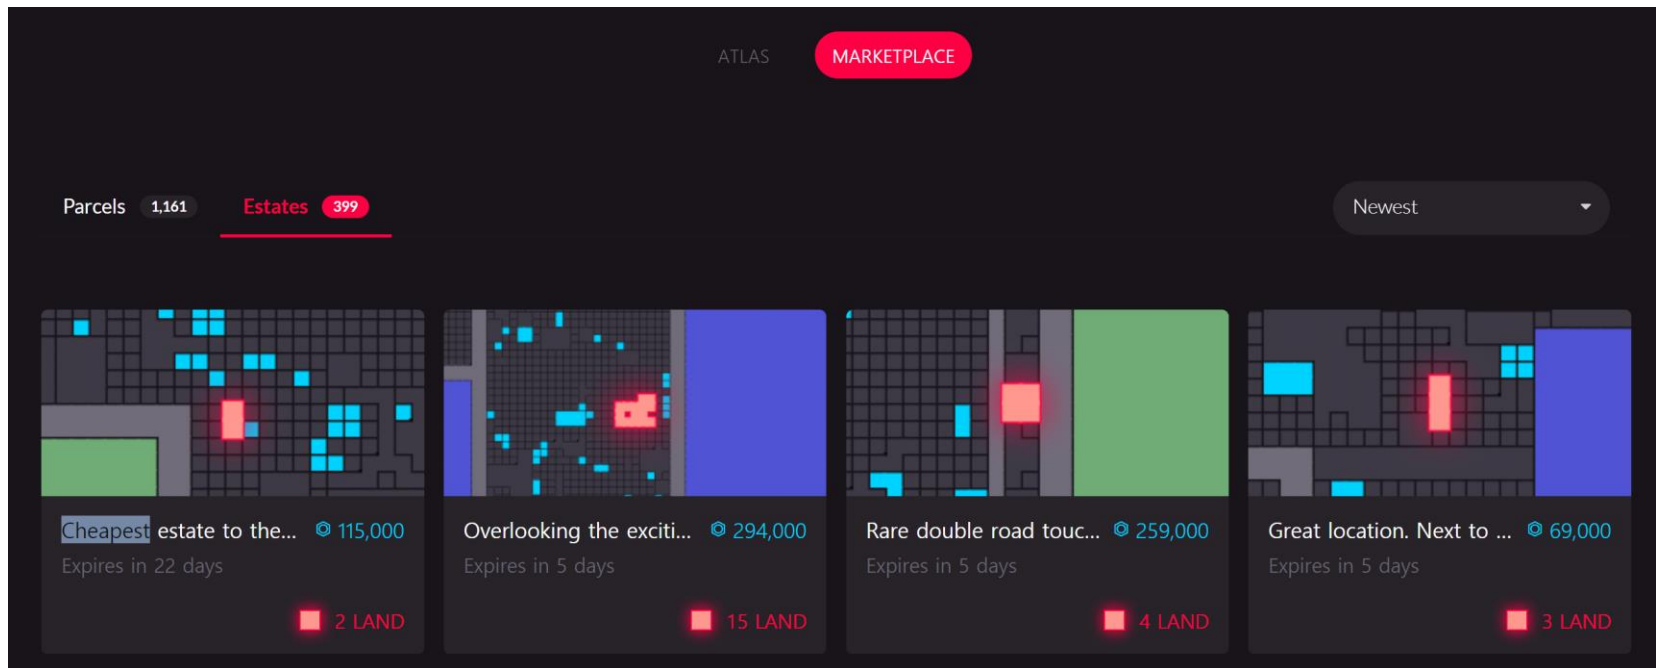 ATLAS MARKETPLACE
Parcels 1,161 Estates 399 Newest
Cheapest estate to the... 115,000
Expires in 22 days
2 LAND
Overlooking the exciti... 294,000
Expires in 5 days
15 LAND
Rare double road touc... 259,000
Expires in 5 days
4 LAND
Great location. Next to ... 69,000
Expires in 5 days
3 LAND